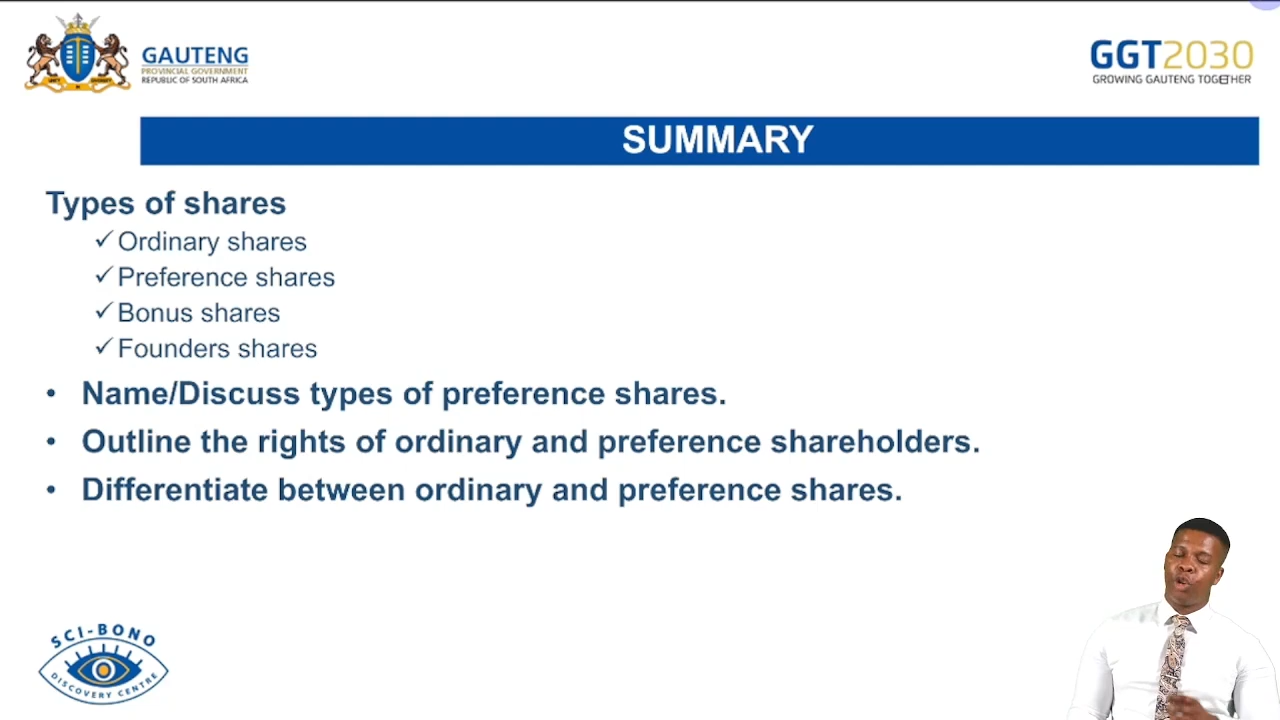 GAUTENG
PROVINCIAL GOVERNMENT
REPUBLIC OF SOUTH AFRICA
GGT2030
GROWING GAUTENG TOGETHER
SUMMARY
Types of shares
✓Ordinary shares
✓Preference shares
✓Bonus shares
✓Founders shares
• Name/Discuss types of preference shares.
• Outline the rights of ordinary and preference shareholders.
• Differentiate between ordinary and preference shares.
SCI-BONO
DISCOVERY CENTRE